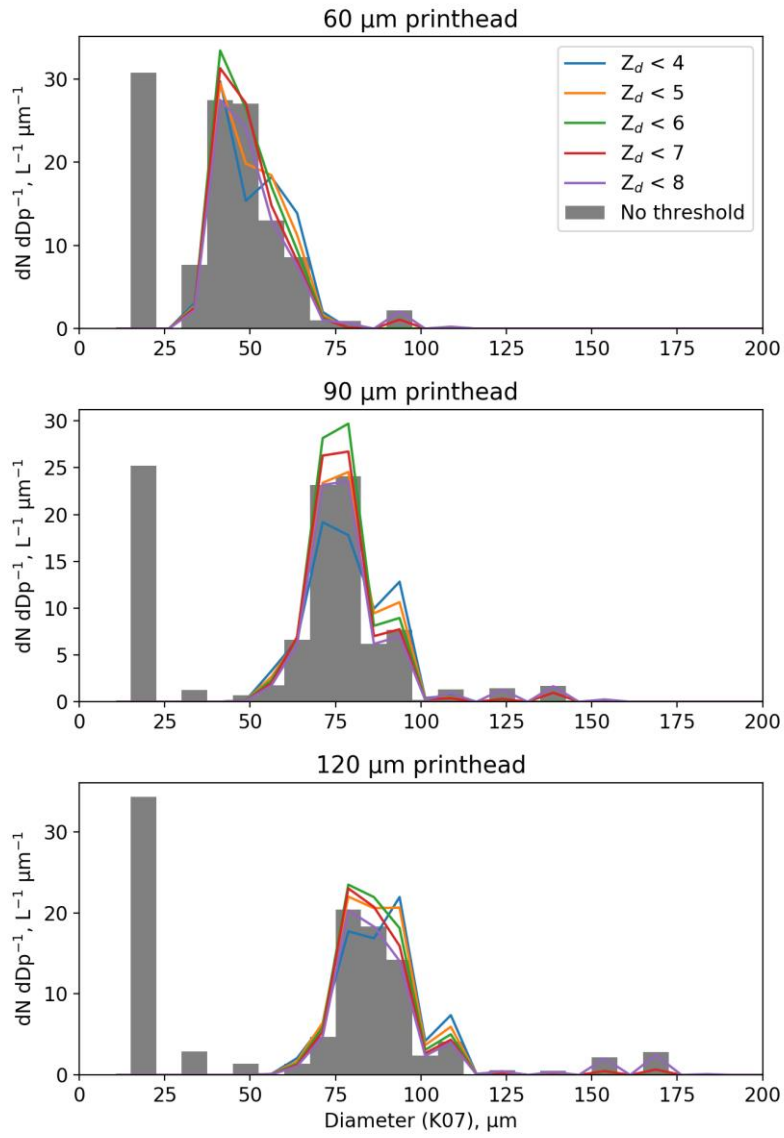 60 µm printhead
dN dDp⁻¹, L⁻¹ µm⁻¹
30
20
10
0
Z_d < 4
Z_d < 5
Z_d < 6
Z_d < 7
Z_d < 8
No threshold
0 25 50 75 100 125 150 175 200
90 µm printhead
dN dDp⁻¹, L⁻¹ µm⁻¹
30
25
20
15
10
5
0
0 25 50 75 100 125 150 175 200
120 µm printhead
dN dDp⁻¹, L⁻¹ µm⁻¹
30
20
10
0
0 25 50 75 100 125 150 175 200
Diameter (K07), µm